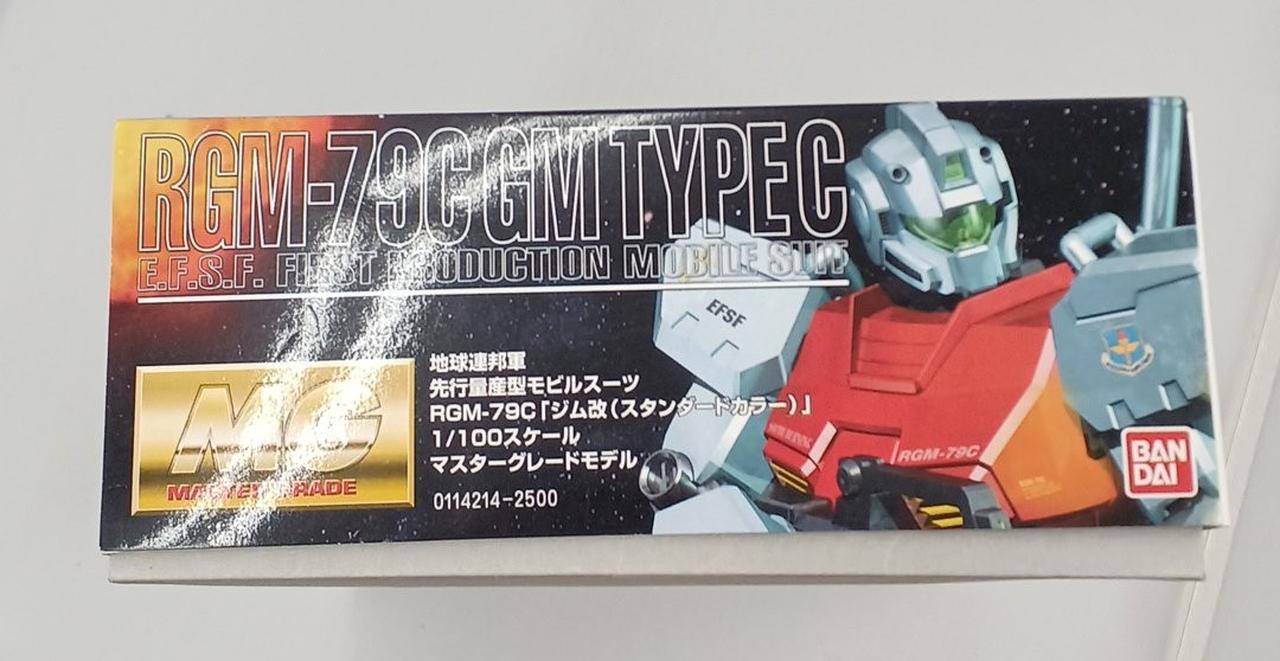 RGM-79C GM TYPE C
E.F.S.F. FIRST PRODUCTION MOBILE SUIT
EFSF
MG
MASTER GRADE
地球連邦軍
先行量産型モビルスーツ
RGM-79C「ジム改(スタンダードカラー)」
1/100スケール
マスターグレードモデル
0114214-2500
RGM-79C
BAN
DAI